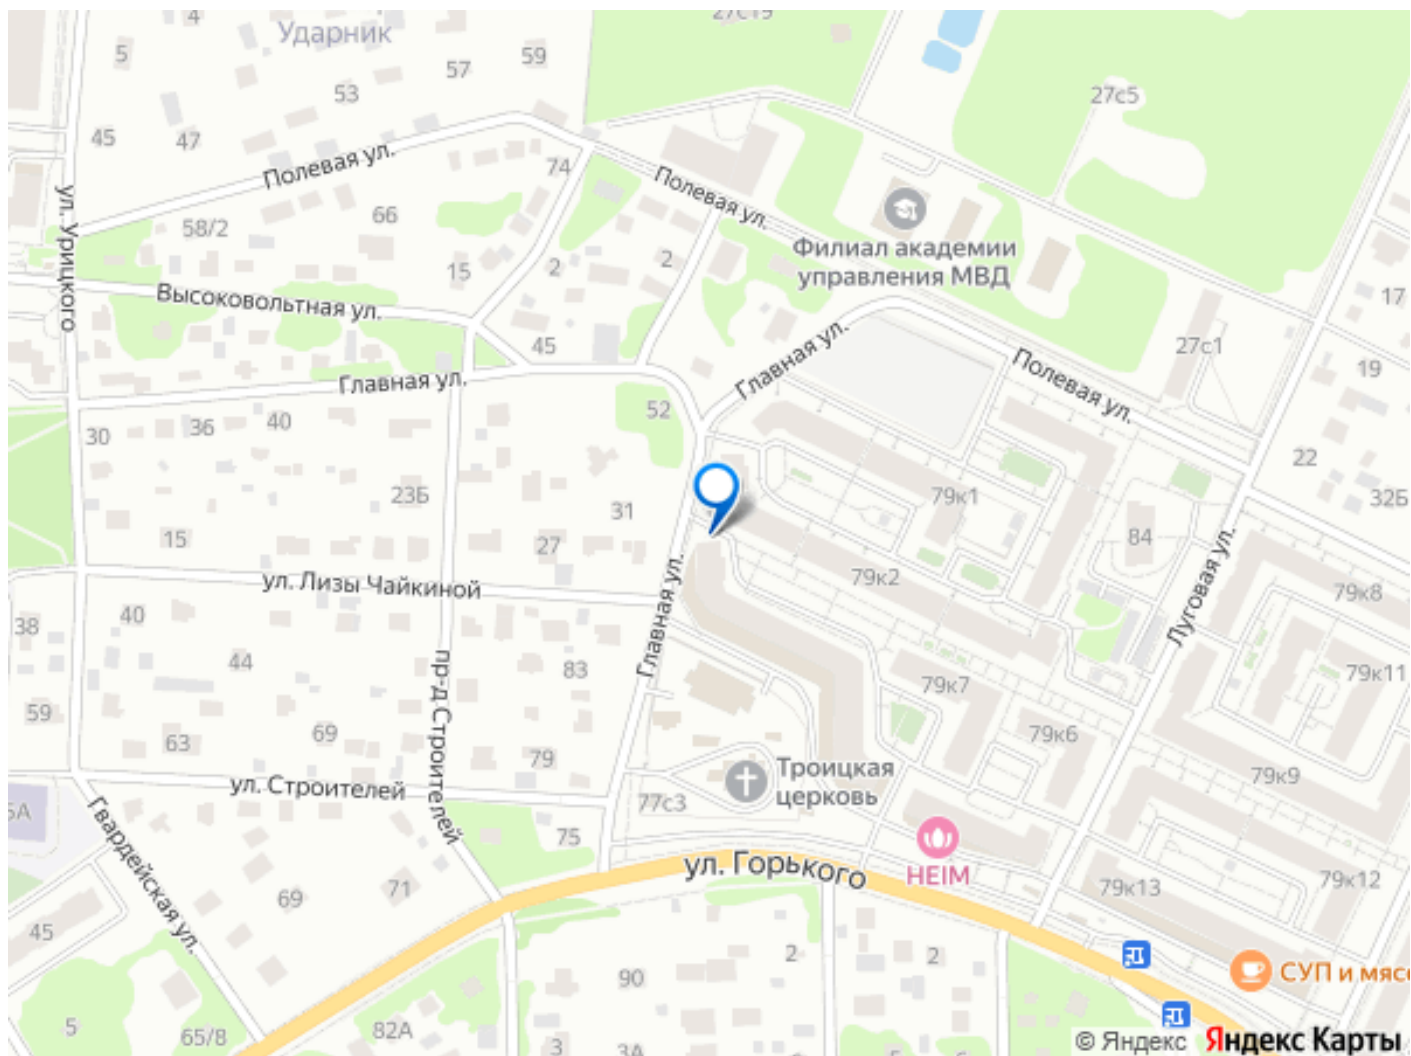 4
Ударник
27с19
5
57
59
53
45
47
27с5
Полевая ул.
74
Полевая ул.
ул. Урицкого
66
58/2
Филиал академии
управления МВД
15
2
2
17
Высоковольтная ул.
45
27с1
Главная ул.
Главная ул.
Полевая ул.
19
52
30
36
40
22
23Б
79к1
32Б
31
15
27
84
Луговая ул.
79к2
ул. Лизы Чайкиной
Главная ул.
79к8
38
40
44
83
79к11
79к7
пр-д Строителей
59
63
69
79
79к6
Троицкая
церковь
79к9
ул. Строителей
77с3
5А
Гвардейская ул.
75
ул. Горького
HEIM
79к13
79к12
69
71
45
2
2
90
СУП и мясо
5
65/8
82А
3
3А
© Яндекс Яндекс Карты